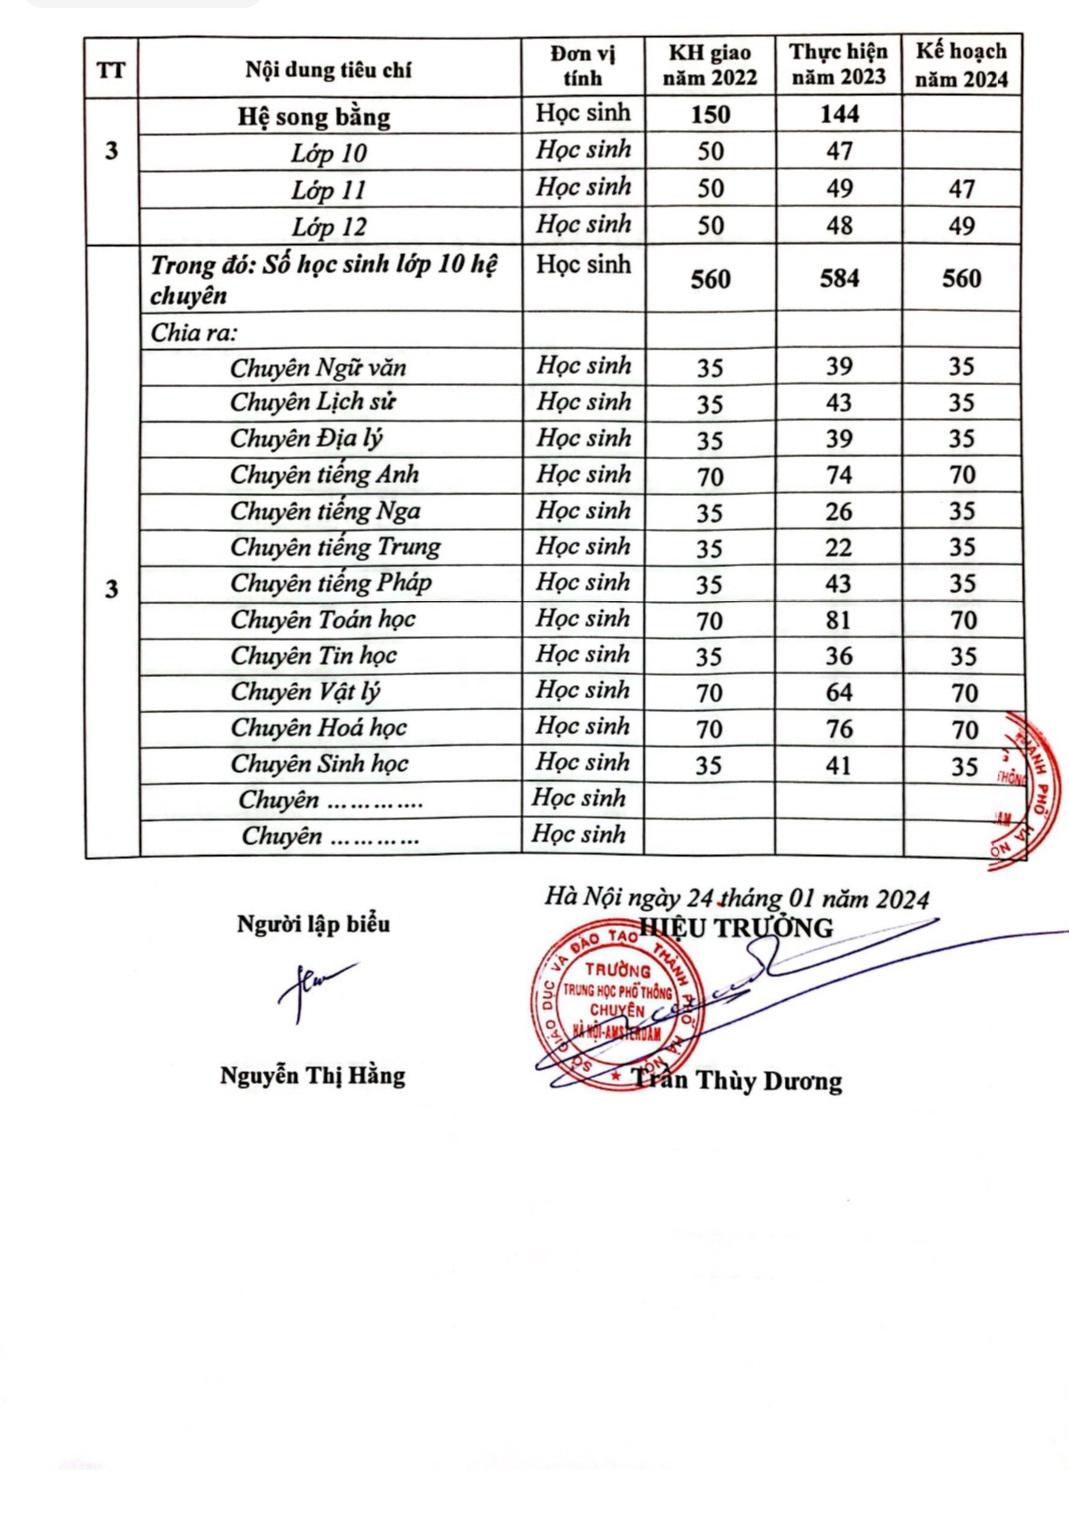 TT Nội dung tiêu chí Đơn vị tính KH giao năm 2022 Thực hiện năm 2023 Kế hoạch năm 2024
3 Hệ song bằng Học sinh 150 144
Lớp 10 Học sinh 50 47
Lớp 11 Học sinh 50 49 47
Lớp 12 Học sinh 50 48 49
3 Trong đó: Số học sinh lớp 10 hệ chuyên Học sinh 560 584 560
Chia ra:
Chuyên Ngữ văn Học sinh 35 39 35
Chuyên Lịch sử Học sinh 35 43 35
Chuyên Địa lý Học sinh 35 39 35
Chuyên tiếng Anh Học sinh 70 74 70
Chuyên tiếng Nga Học sinh 35 26 35
Chuyên tiếng Trung Học sinh 35 22 35
Chuyên tiếng Pháp Học sinh 35 43 35
Chuyên Toán học Học sinh 70 81 70
Chuyên Tin học Học sinh 35 36 35
Chuyên Vật lý Học sinh 70 64 70
Chuyên Hoá học Học sinh 70 76 70
Chuyên Sinh học Học sinh 35 41 35
Chuyên ............. Học sinh
Chuyên ............ Học sinh
THÀNH PHỐ HÀ NỘI
Hà Nội ngày 24 tháng 01 năm 2024
Người lập biểu
HIỆU TRƯỞNG
SỞ GIÁO DỤC VÀ ĐÀO TẠO THÀNH PHỐ HÀ NỘI
TRƯỜNG
TRUNG HỌC PHỔ THÔNG
CHUYÊN
HÀ NỘI-AMSTERDAM
Nguyễn Thị Hằng
Trần Thùy Dương